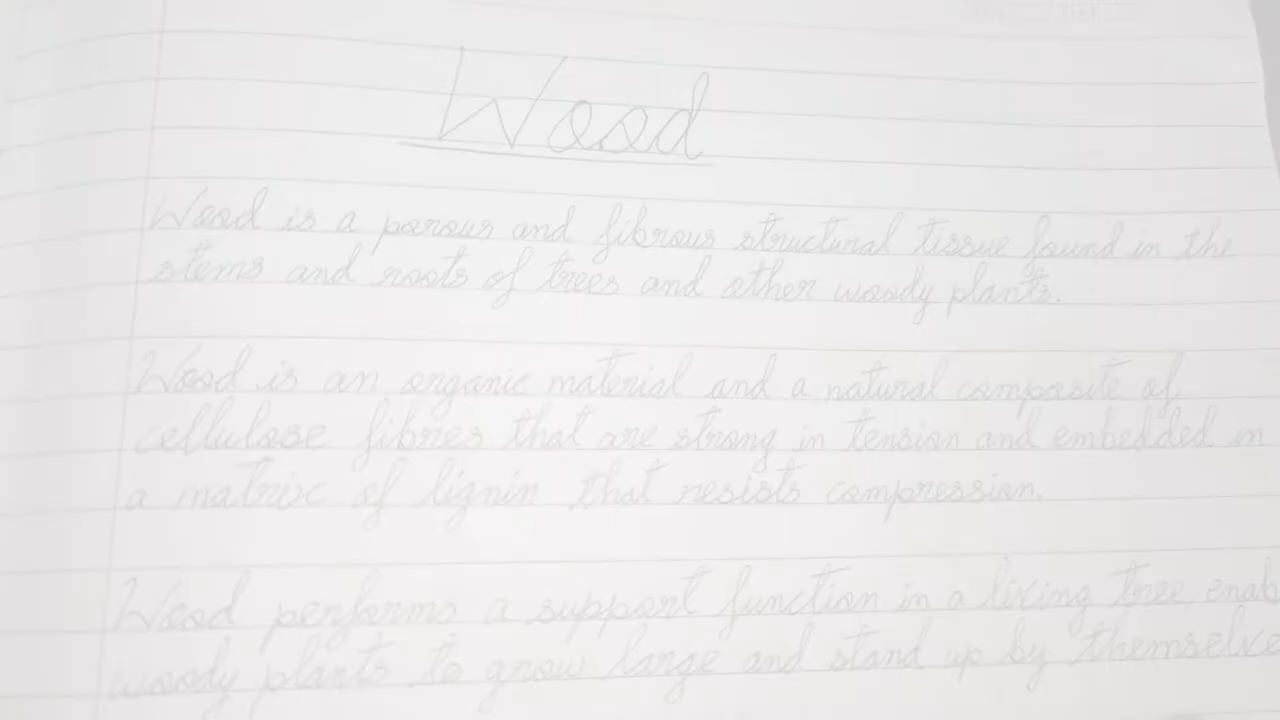 Wood
Wood is a porous and fibrous structural tissue found in the
stems and roots of trees and other woody plants.
Wood is an organic material and a natural composite of
cellulose fibres that are strong in tension and embedded in
a matrix of lignin that resists compression.
Wood performs a support function in a living tree enab
woody plants to grow large and stand up by themselve